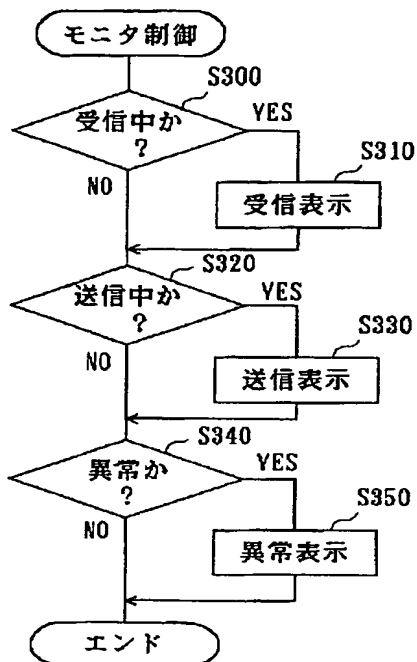 モニタ制御
S300
受信中か
?
YES
NO
S310
受信表示
S320
送信中か
?
YES
NO
S330
送信表示
S340
異常か
?
YES
NO
S350
異常表示
エンド